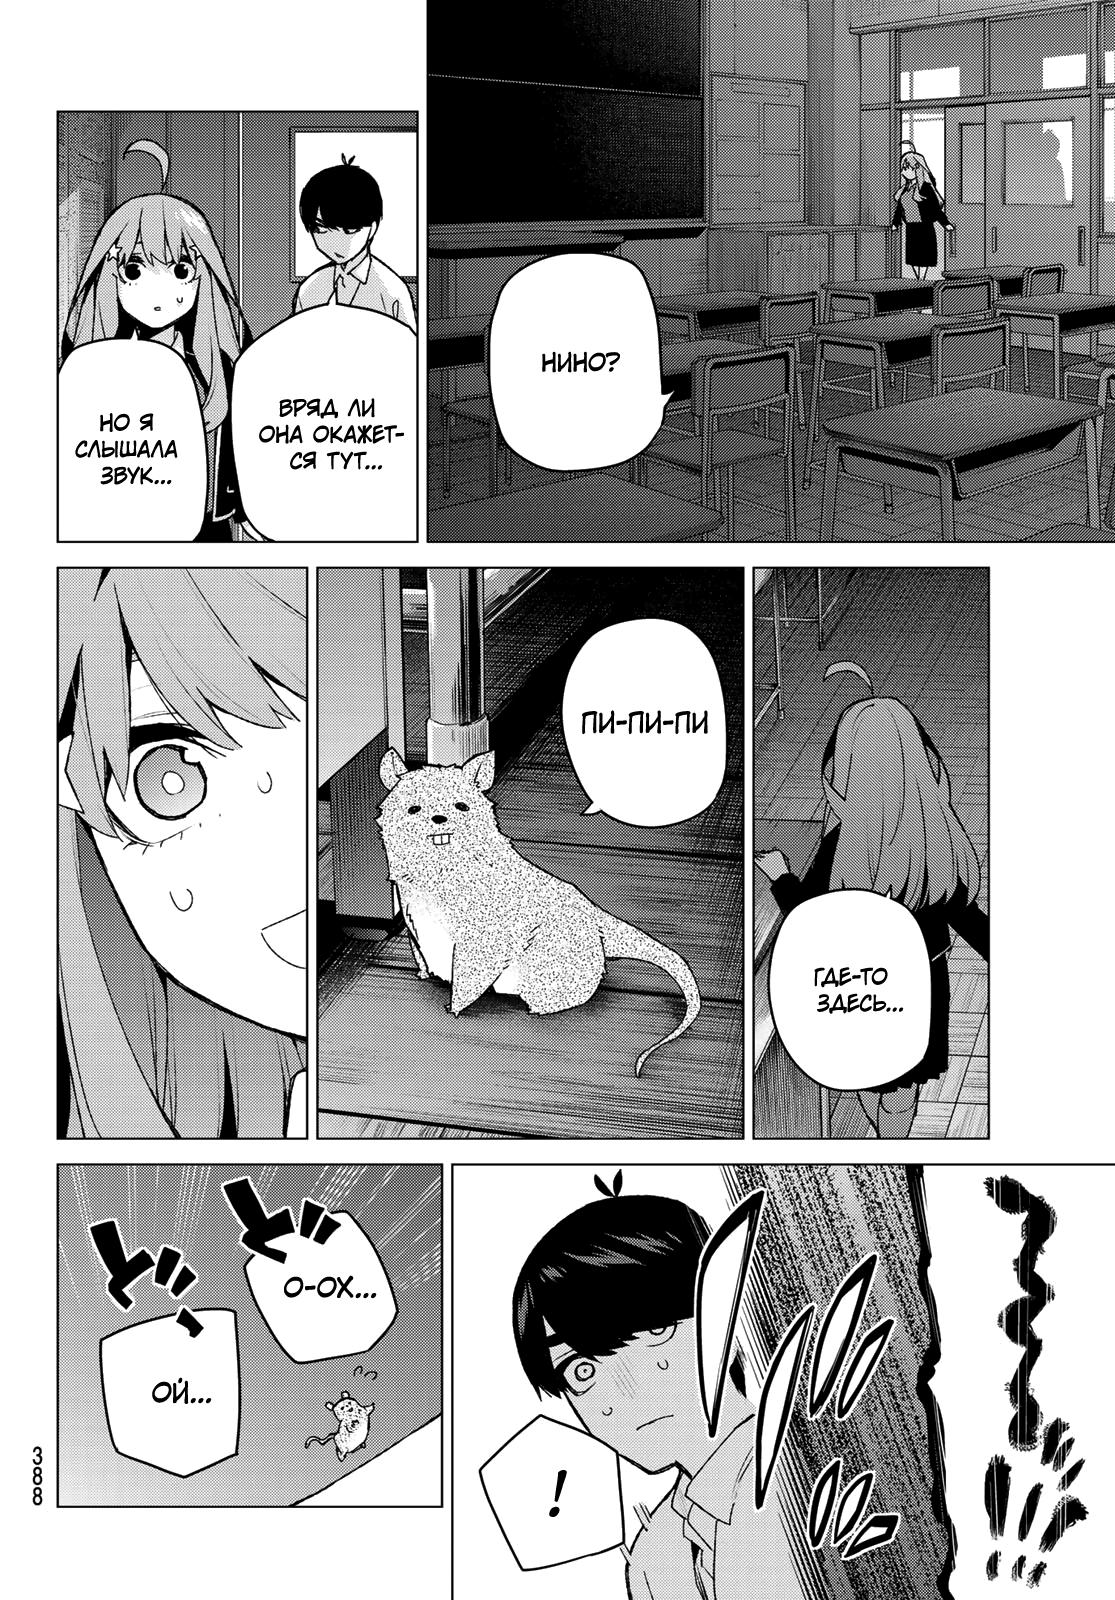 НИНО?
ВРЯД ЛИ
ОНА ОКАЖЕТ-
СЯ ТУТ...
НО Я
СЛЫШАЛА
ЗВУК...
ГДЕ-ТО
ЗДЕСЬ...
ПИ-ПИ-ПИ
!
О-ОХ...
ОЙ...
388